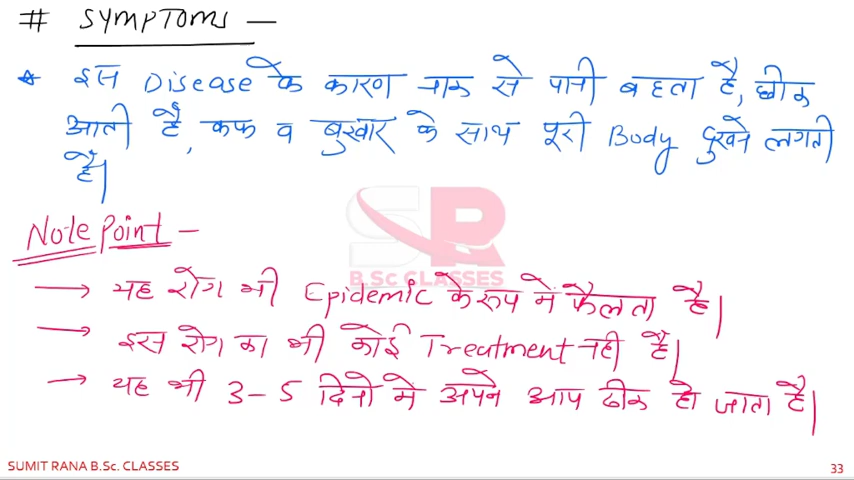 # SYMPTOMS —
* इस Disease के कारण नाक से पानी बहता है, छीक
आती है, कफ व बुखार के साथ पूरी Body दुखने लगती
है।
Note Point —
→ यह रोग भी Epidemic के रूप में फैलता है।
→ इस रोग का भी कोई Treatment नही है।
→ यह भी 3-5 दिनो मे अपने आप ठीक हो जाता है।
SR
B.Sc CLASSES
SUMIT RANA B.Sc. CLASSES
33